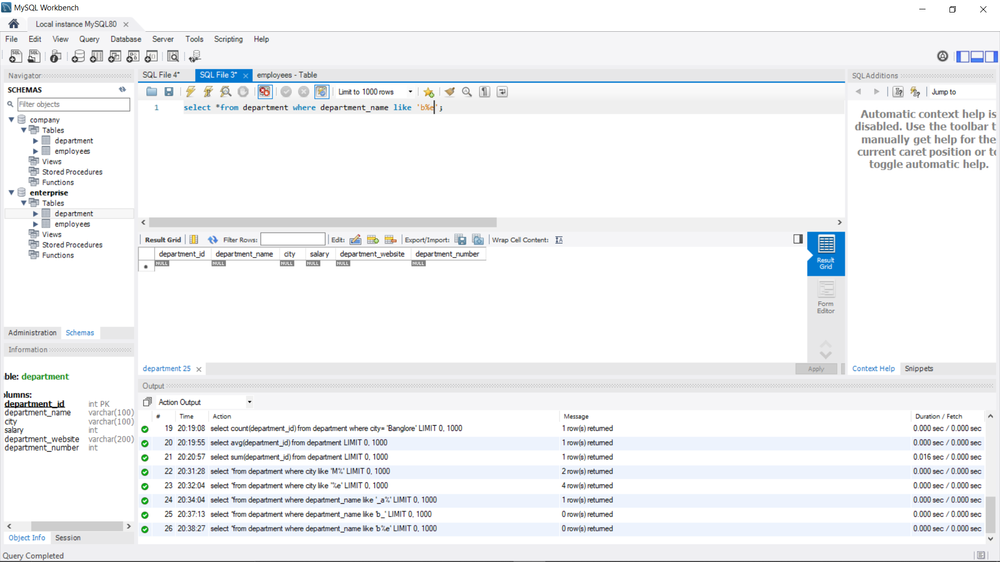 MySQL Workbench
Local instance MySQL80
File Edit View Query Database Server Tools Scripting Help
Navigator
SCHEMAS
Filter objects
company
Tables
department
employees
Views
Stored Procedures
Functions
enterprise
Tables
department
employees
Views
Stored Procedures
Functions
Administration Schemas
Information
ble: department
olumns:
department_id int PK
department_name varchar(100)
city varchar(100)
salary int
department_website varchar(200)
department_number int
Object Info Session
Query Completed
SQL File 4* SQL File 3* employees - Table
Limit to 1000 rows
1 select *from department where department_name like 'b%e';
Result Grid Filter Rows: Edit: Export/Import: Wrap Cell Content:
department_id department_name city salary department_website department_number
NULL NULL NULL NULL NULL NULL
Result Grid
Form Editor
department 25
Apply
SQLAdditions
Jump to
Automatic context help is
disabled. Use the toolbar t
manually get help for the
current caret position or to
toggle automatic help.
Context Help Snippets
Output
Action Output
# Time Action Message Duration / Fetch
19 20:19:08 select count(department_id) from department where city= 'Banglore' LIMIT 0, 1000 1 row(s) returned 0.000 sec / 0.000 sec
20 20:19:55 select avg(department_id) from department LIMIT 0, 1000 1 row(s) returned 0.000 sec / 0.000 sec
21 20:20:57 select sum(department_id) from department LIMIT 0, 1000 1 row(s) returned 0.016 sec / 0.000 sec
22 20:31:28 select *from department where city like 'M%' LIMIT 0, 1000 2 row(s) returned 0.000 sec / 0.000 sec
23 20:32:04 select *from department where city like '%e' LIMIT 0, 1000 4 row(s) returned 0.000 sec / 0.000 sec
24 20:34:04 select *from department where department_name like '_a%' LIMIT 0, 1000 1 row(s) returned 0.000 sec / 0.000 sec
25 20:37:13 select *from department where department_name like 'b_' LIMIT 0, 1000 0 row(s) returned 0.000 sec / 0.000 sec
26 20:38:27 select *from department where department_name like 'b%e' LIMIT 0, 1000 0 row(s) returned 0.000 sec / 0.000 sec